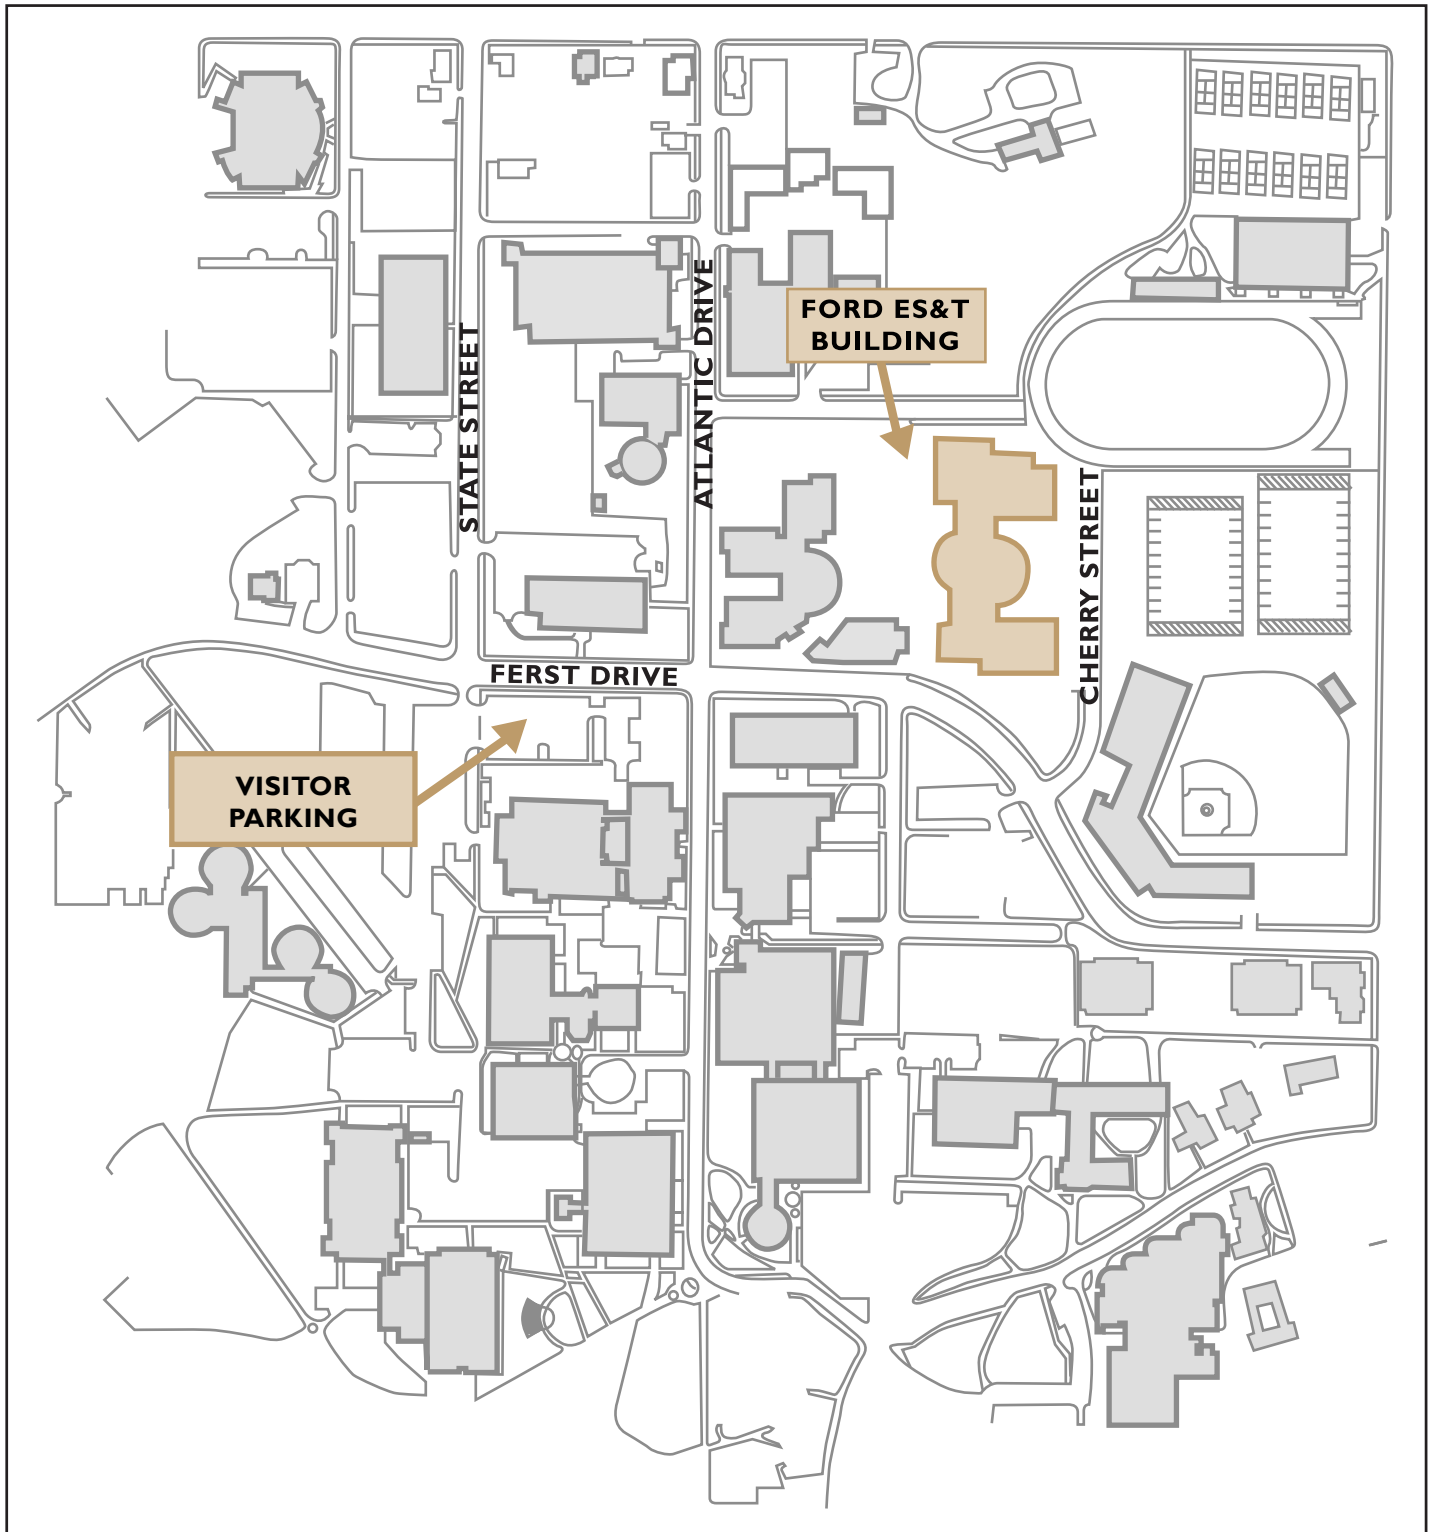 FORD ES&T
BUILDING
ATLANTIC DRIVE
STATE STREET
CHERRY STREET
FERST DRIVE
VISITOR
PARKING